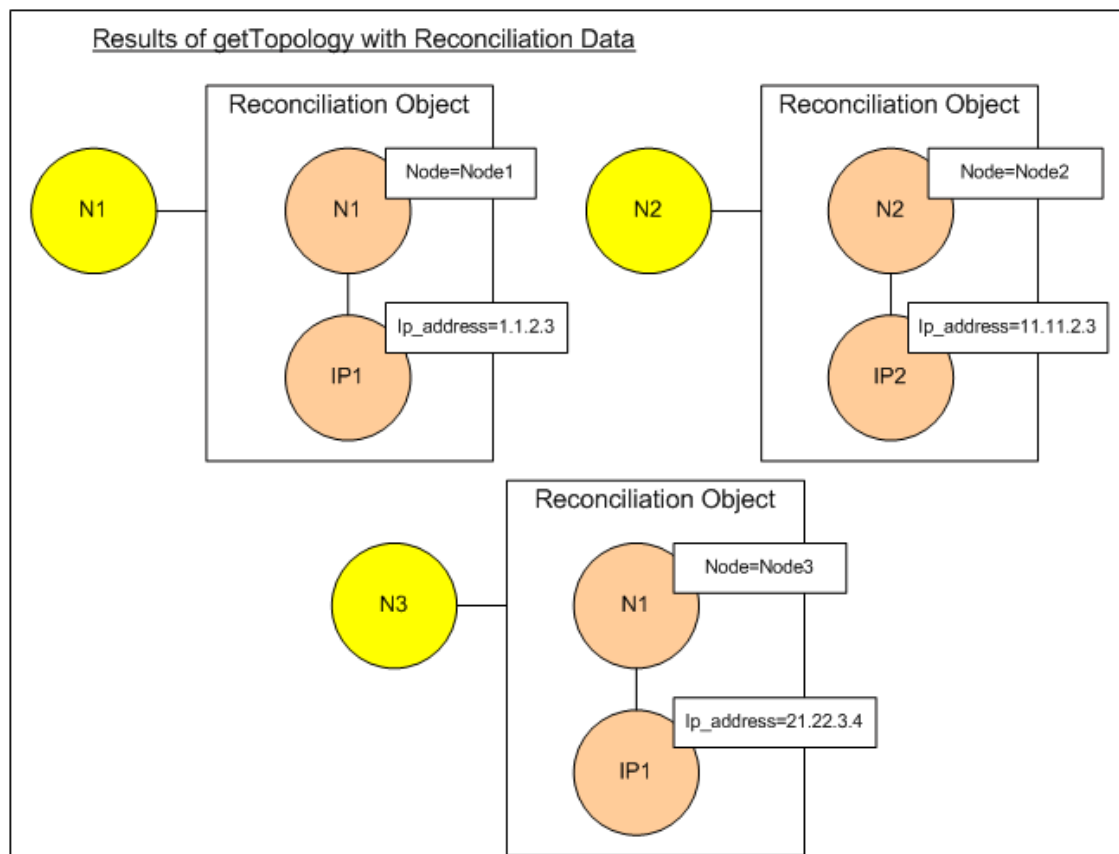 Results of getTopology with Reconciliation Data
Reconciliation Object
N1
N1
Node=Node1
Ip_address=1.1.2.3
IP1
Reconciliation Object
N2
N2
Node=Node2
Ip_address=11.11.2.3
IP2
Reconciliation Object
N3
N1
Node=Node3
Ip_address=21.22.3.4
IP1